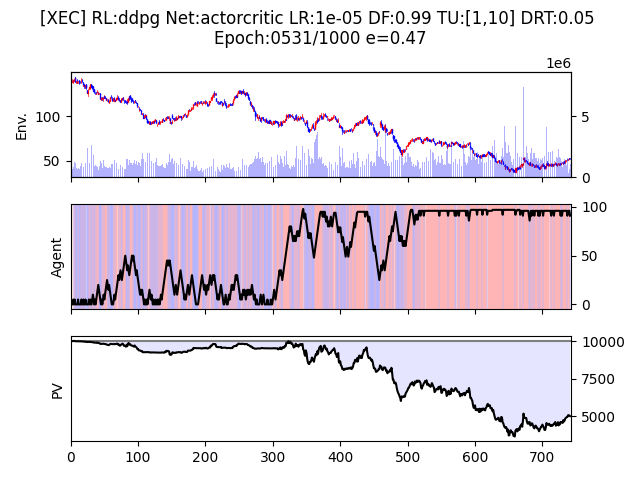 [XEC] RL:ddpg Net:actorcritic LR:1e-05 DF:0.99 TU:[1,10] DRT:0.05
Epoch:0531/1000 e=0.47
1e6
Env.
100
50
5
0
Agent
100
50
0
PV
10000
7500
5000
0 100 200 300 400 500 600 700